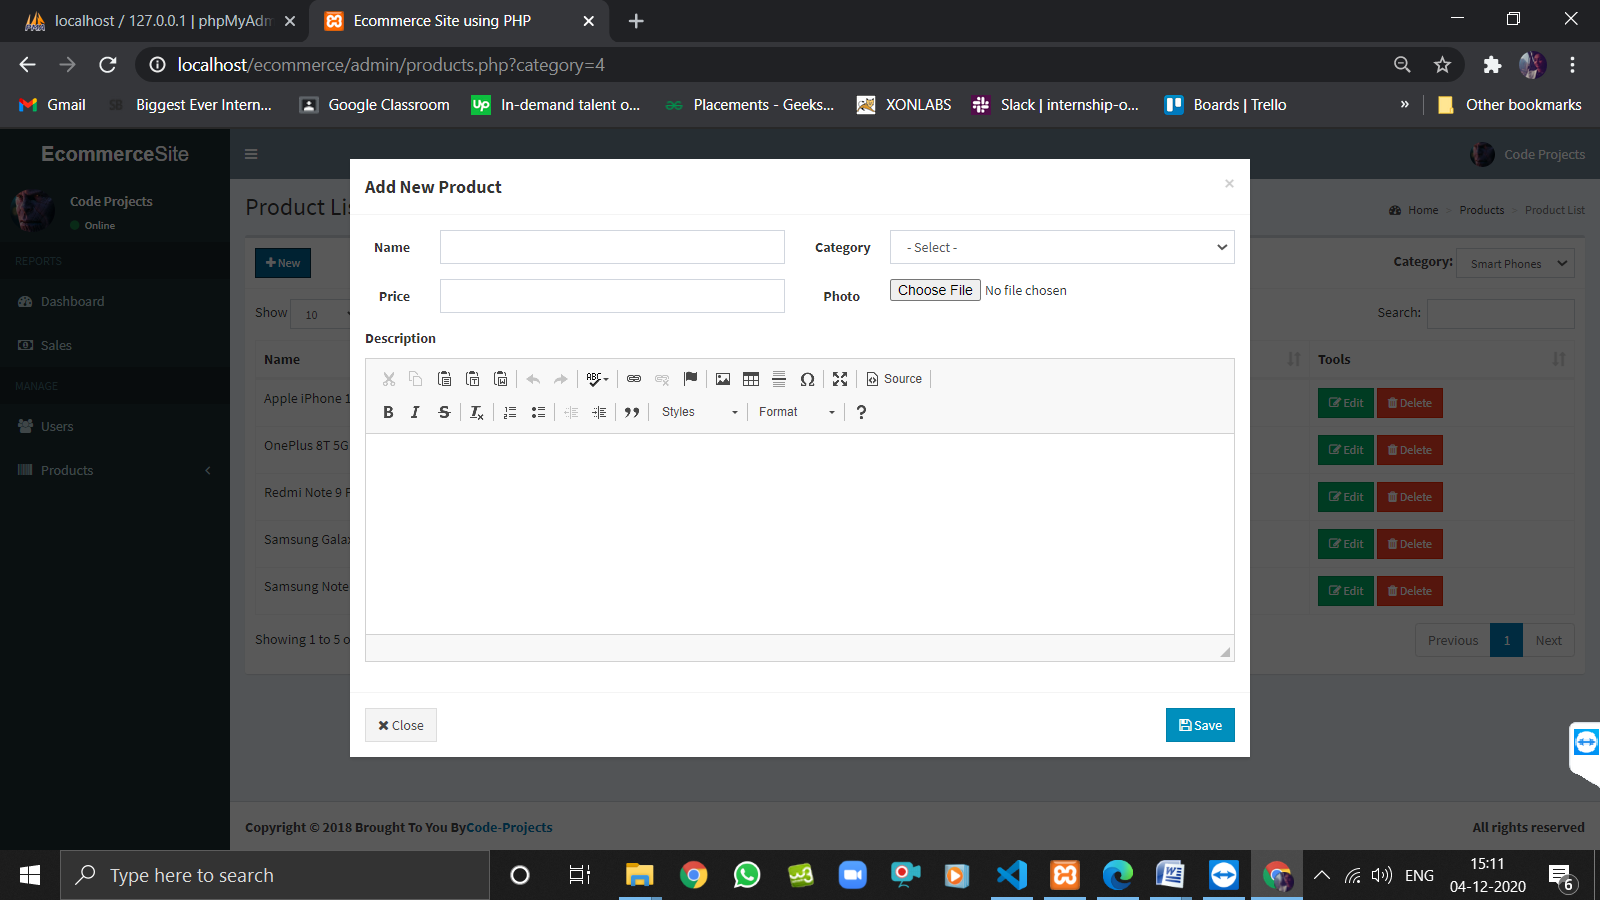 localhost / 127.0.0.1 | phpMyAdm
Ecommerce Site using PHP
localhost/ecommerce/admin/products.php?category=4
Gmail
SB Biggest Ever Intern...
Google Classroom
Up In-demand talent o...
Placements - Geeks...
XONLABS
Slack | internship-o...
Boards | Trello
»
Other bookmarks
EcommerceSite
Code Projects
Code Projects
Online
Product Lis
Home > Products > Product List
REPORTS
Dashboard
Sales
MANAGE
Users
Products
New
Category: Smart Phones
Show 10
Search:
Name
Tools
Apple iPhone 1
Edit Delete
OnePlus 8T 5G
Edit Delete
Redmi Note 9 P
Edit Delete
Samsung Gala
Edit Delete
Samsung Note
Edit Delete
Showing 1 to 5 o
Previous 1 Next
Add New Product
×
Name
Category - Select -
Price
Photo Choose File No file chosen
Description
ABC
Ω
Source
B I S Tx
Styles
Format
?
Close
Save
Copyright © 2018 Brought To You ByCode-Projects
All rights reserved
Type here to search
ENG
15:11
04-12-2020
6